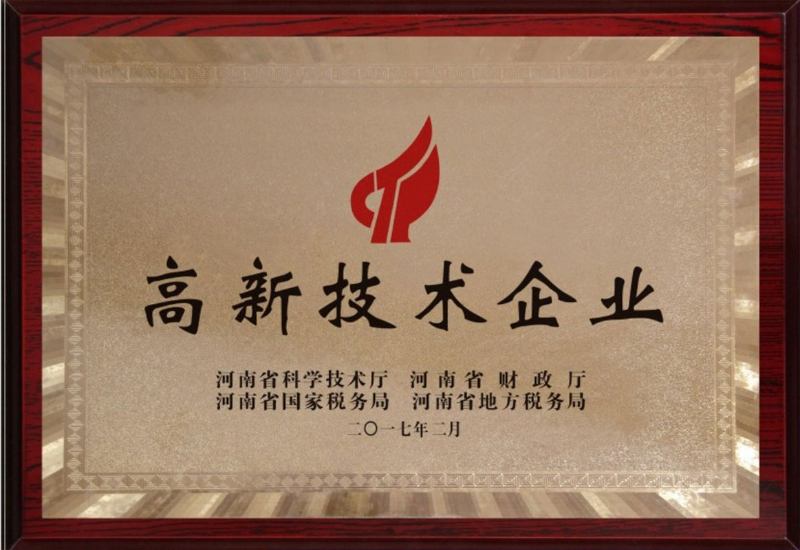 高新技术企业
河南省科学技术厅 河南省财政厅
河南省国家税务局 河南省地方税务局
二〇一七年二月